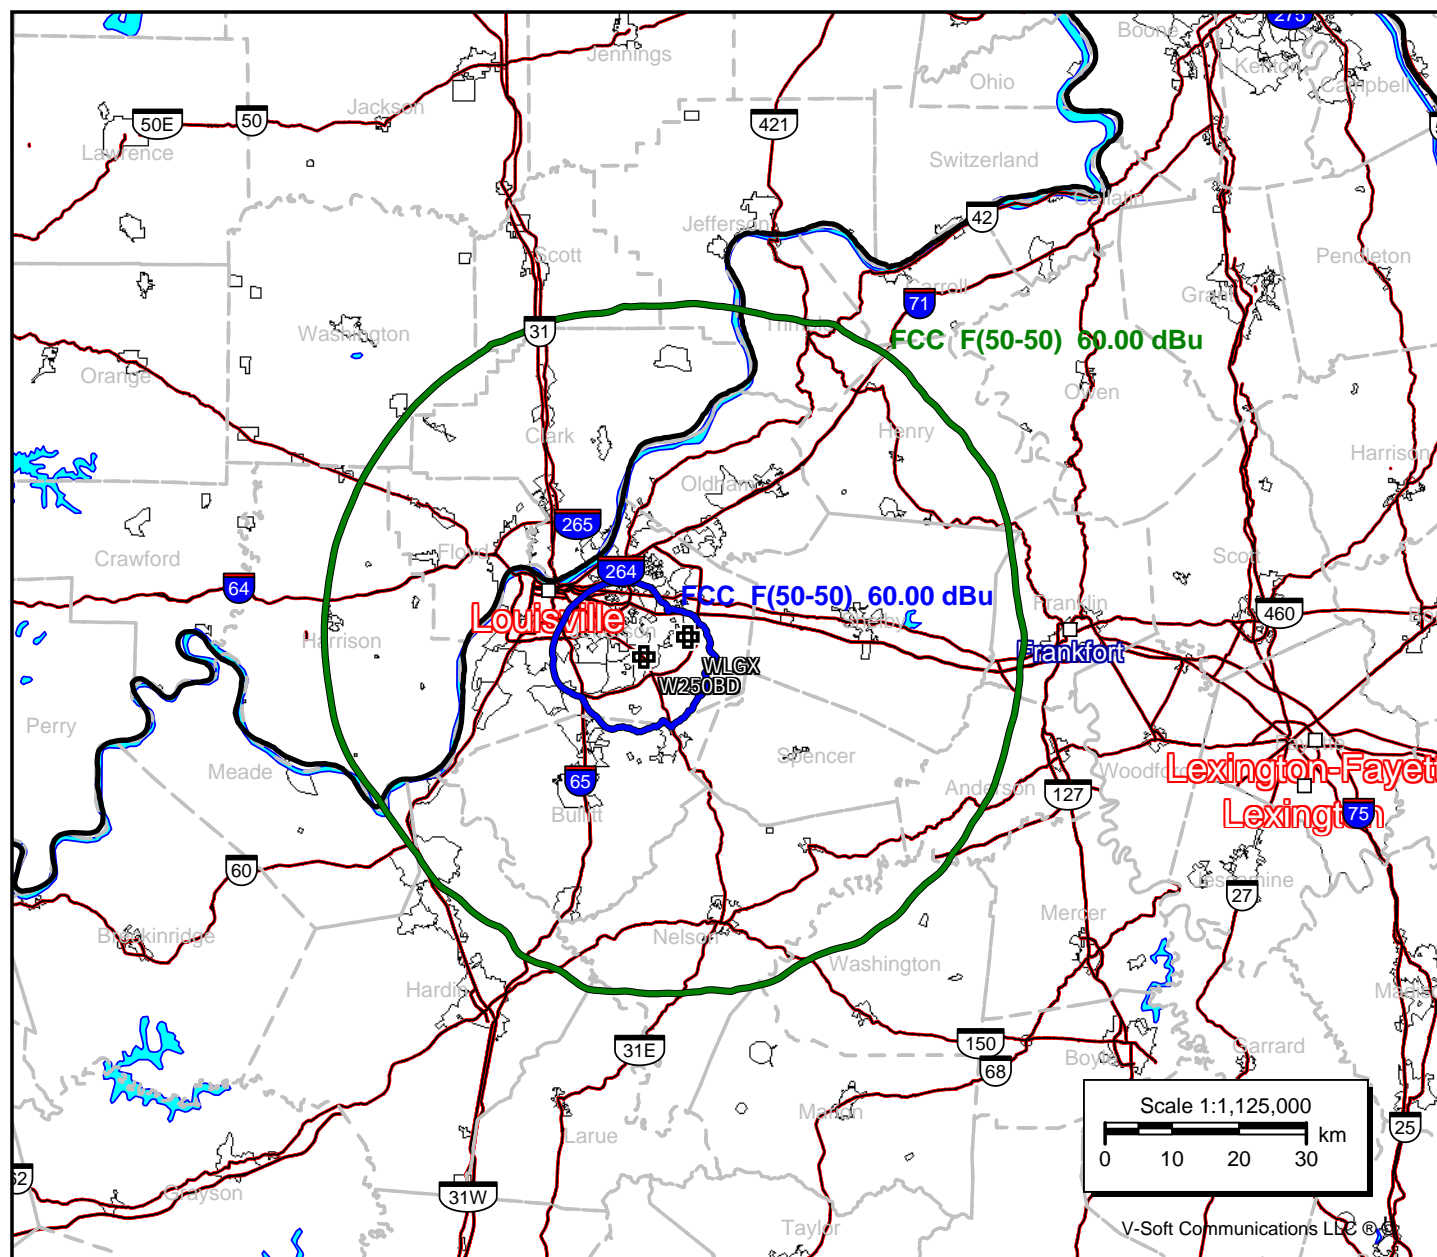 275
Boone
Jennings
Kenton
Campbell
Ohio
Jackson
50E
50
421
Lawrence
Switzerland
Gallatin
42
Jefferson
Scott
Pendleton
Carroll
Grant
71
Thimble
31
Washington
FCC F(50-50) 60.00 dBu
Orange
Owen
Clark
Henry
Harrison
Oldham
265
Floyd
Crawford
Scott
264
64
FCC F(50-50) 60.00 dBu
Franklin
460
Louisville
Shelby
Harrison
Frankfort
WLGX
W250BD
Perry
Spencer
Meade
Woodford
Lexington-Fayet
65
Anderson
127
Bullitt
Lexington
75
60
Jessamine
27
Mercer
Breckinridge
Nelson
Washington
Hardin
31E
150
Boyle
Garrard
68
Scale 1:1,125,000
km
0 10 20 30
Marion
Larue
25
62
Grayson
31W
Taylor
V-Soft Communications LLC ® ©